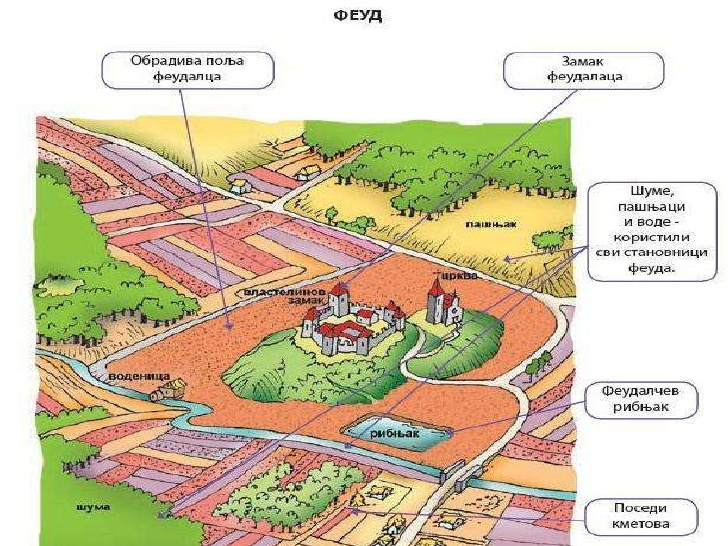 ФЕУД
Обрадива поља
феудалца
Замак
феудалаца
Шуме,
пашњаци
и воде -
користили
сви становници
феуда.
пашњак
црква
властелинов
замак
воденица
Феудалчев
рибњак
рибњак
шума
Поседи
кметова